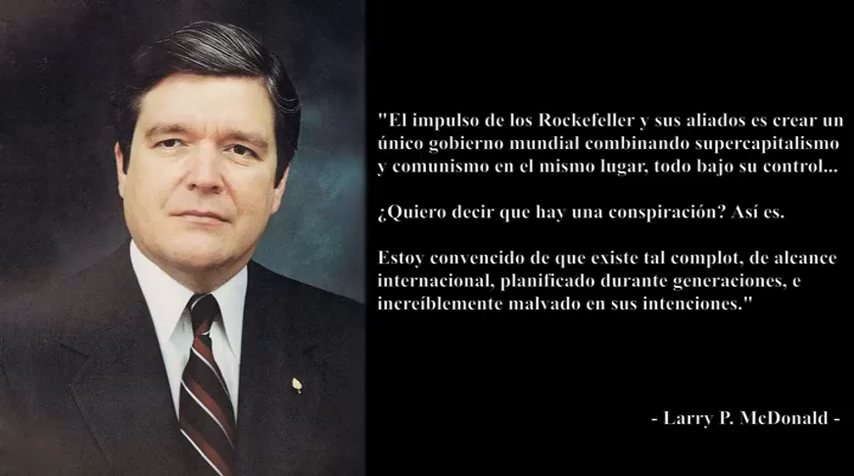 "El impulso de los Rockefeller y sus aliados es crear un
único gobierno mundial combinando supercapitalismo
y comunismo en el mismo lugar, todo bajo su control...
¿Quiero decir que hay una conspiración? Así es.
Estoy convencido de que existe tal complot, de alcance
internacional, planificado durante generaciones, e
increíblemente malvado en sus intenciones."
- Larry P. McDonald -